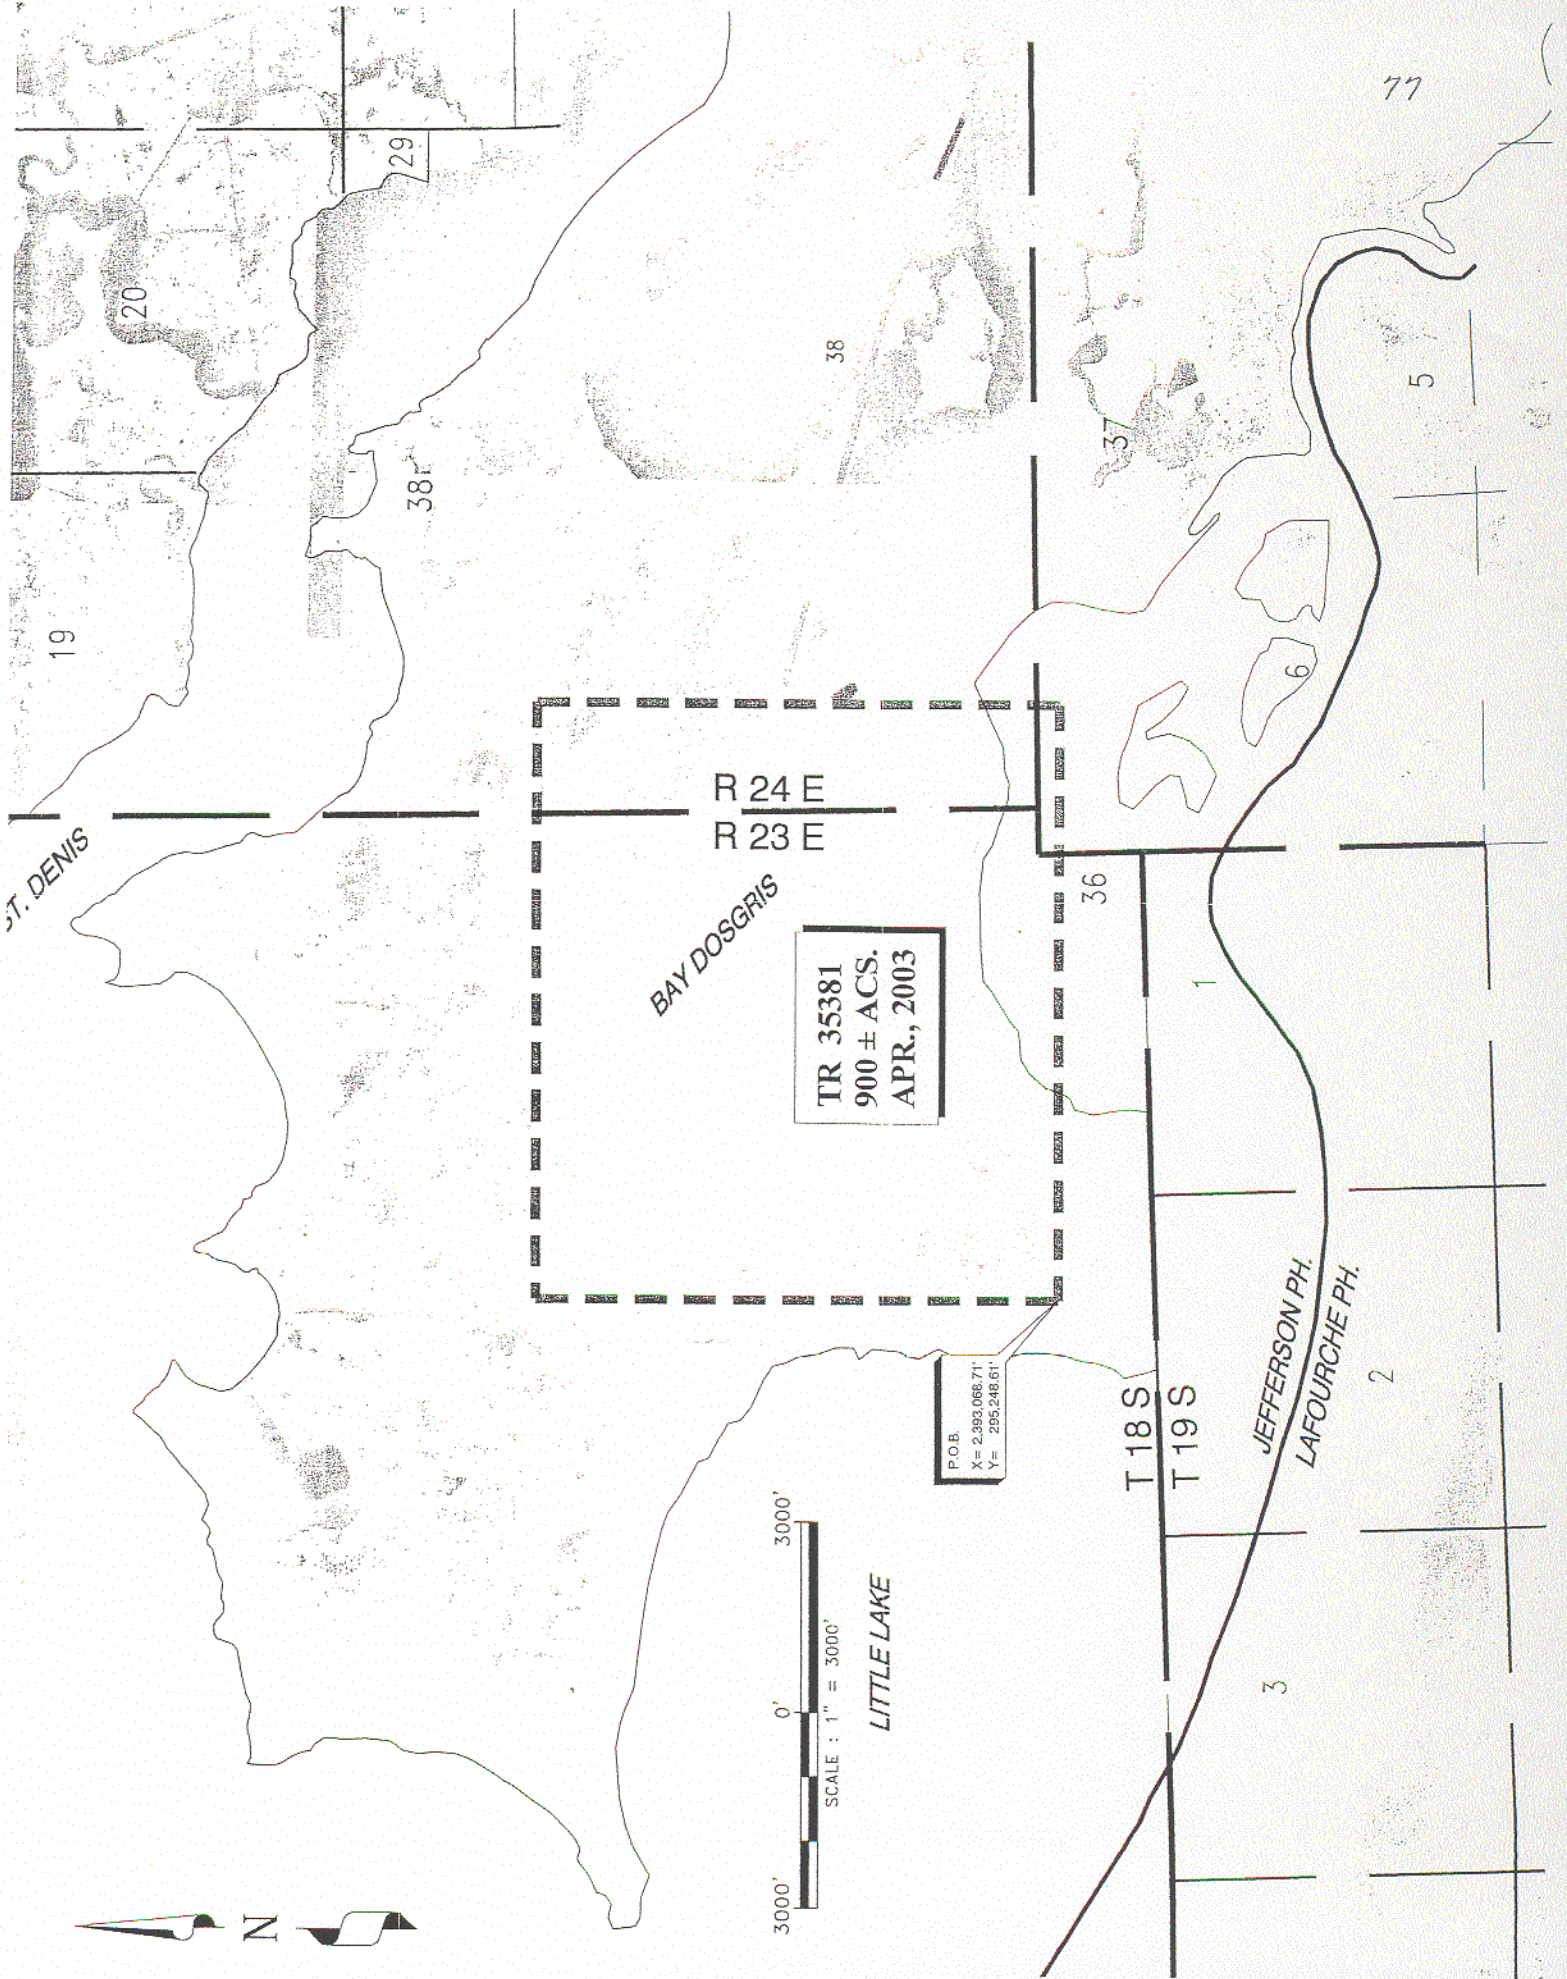 ST. DENIS
19
20
N
29
38
R 23 E
R 24 E
BAY DOSGRIS
3000'
0'
3000'
SCALE : 1" = 3000'
LITTLE LAKE
TR 35381
900 ± ACS.
APR., 2003
38
P.O.B.
X= 2,393,068.71'
Y= 295,248.61'
36
37
T 18 S
T 19 S
1
JEFFERSON PH.
LAFOURCHE PH.
3
2
6
5
77